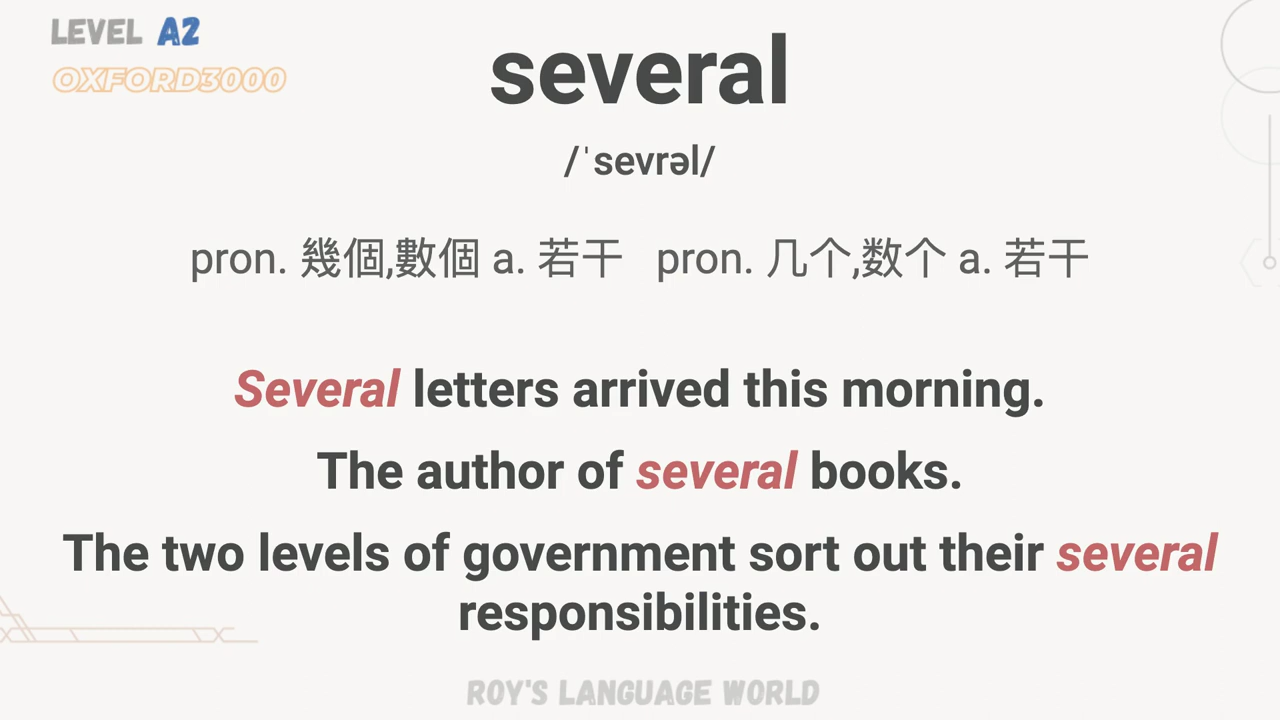 LEVEL A2
OXFORD3000
several
/ˈsevrəl/
pron. 幾個,數個 a. 若干 pron. 几个,数个 a. 若干
Several letters arrived this morning.
The author of several books.
The two levels of government sort out their several
responsibilities.
ROY'S LANGUAGE WORLD